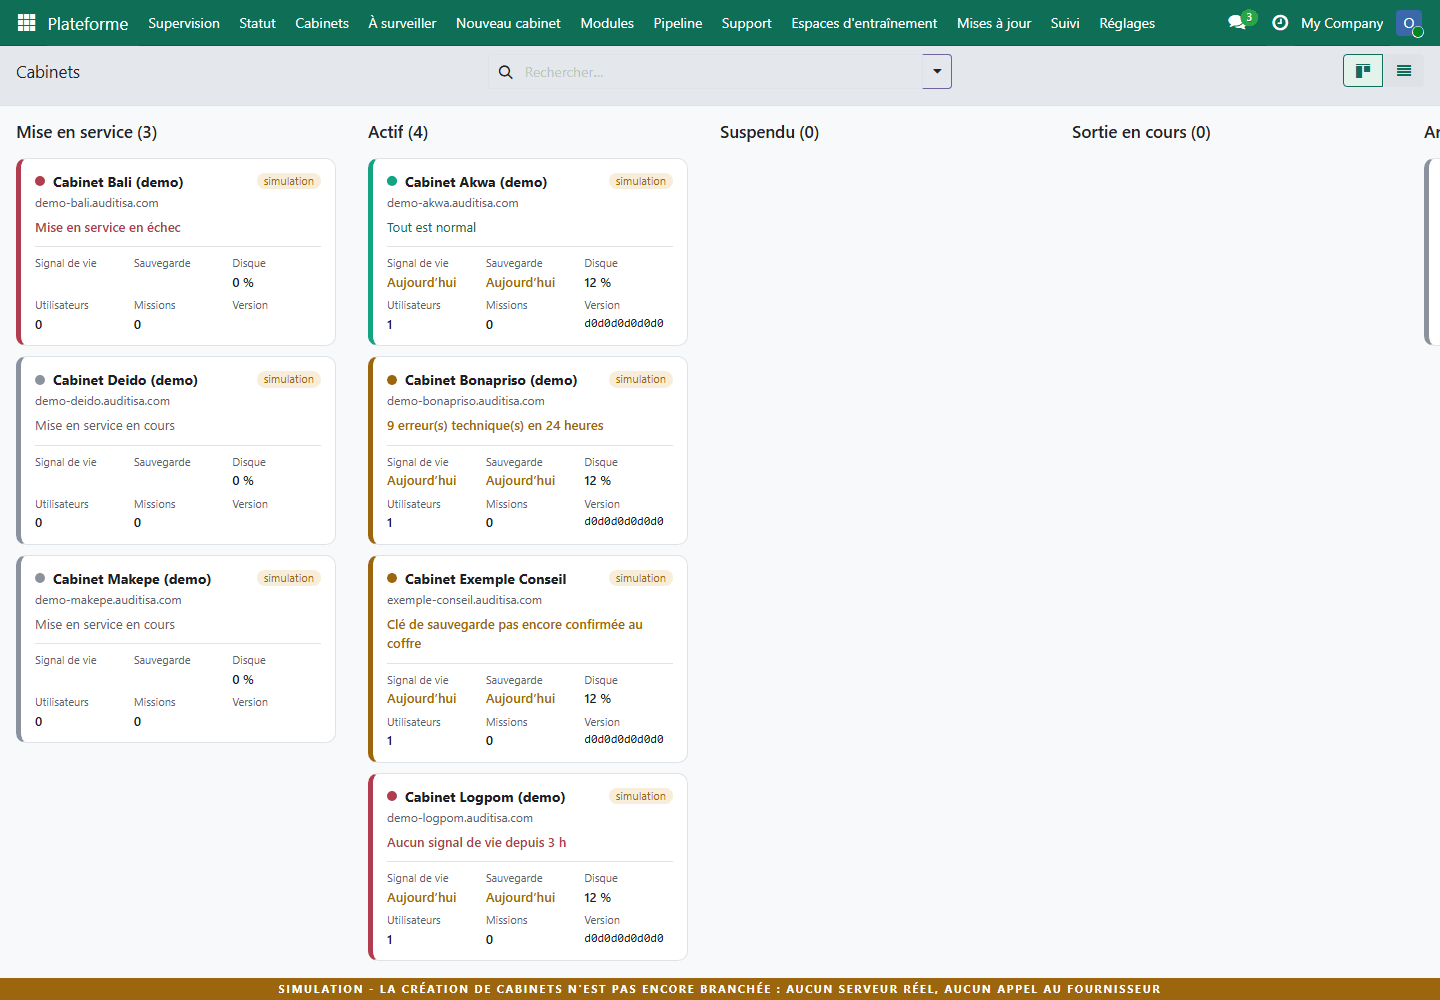 Plateforme Supervision Statut Cabinets À surveiller Nouveau cabinet Modules Pipeline Support Espaces d'entraînement Mises à jour Suivi Réglages 3 My Company O
Cabinets Rechercher...
Mise en service (3)
Cabinet Bali (demo) simulation
demo-bali.auditisa.com
Mise en service en échec
Signal de vie Sauvegarde Disque
0 %
Utilisateurs Missions Version
0 0
Cabinet Deido (demo) simulation
demo-deido.auditisa.com
Mise en service en cours
Signal de vie Sauvegarde Disque
0 %
Utilisateurs Missions Version
0 0
Cabinet Makepe (demo) simulation
demo-makepe.auditisa.com
Mise en service en cours
Signal de vie Sauvegarde Disque
0 %
Utilisateurs Missions Version
0 0
Actif (4)
Cabinet Akwa (demo) simulation
demo-akwa.auditisa.com
Tout est normal
Signal de vie Sauvegarde Disque
Aujourd'hui Aujourd'hui 12 %
Utilisateurs Missions Version
1 0 d0d0d0d0d0d0
Cabinet Bonapriso (demo) simulation
demo-bonapriso.auditisa.com
9 erreur(s) technique(s) en 24 heures
Signal de vie Sauvegarde Disque
Aujourd'hui Aujourd'hui 12 %
Utilisateurs Missions Version
1 0 d0d0d0d0d0d0
Cabinet Exemple Conseil simulation
exemple-conseil.auditisa.com
Clé de sauvegarde pas encore confirmée au
coffre
Signal de vie Sauvegarde Disque
Aujourd'hui Aujourd'hui 12 %
Utilisateurs Missions Version
1 0 d0d0d0d0d0d0
Cabinet Logpom (demo) simulation
demo-logpom.auditisa.com
Aucun signal de vie depuis 3 h
Signal de vie Sauvegarde Disque
Aujourd'hui Aujourd'hui 12 %
Utilisateurs Missions Version
1 0 d0d0d0d0d0d0
Suspendu (0)
Sortie en cours (0)
SIMULATION - LA CRÉATION DE CABINETS N'EST PAS ENCORE BRANCHÉE : AUCUN SERVEUR RÉEL, AUCUN APPEL AU FOURNISSEUR